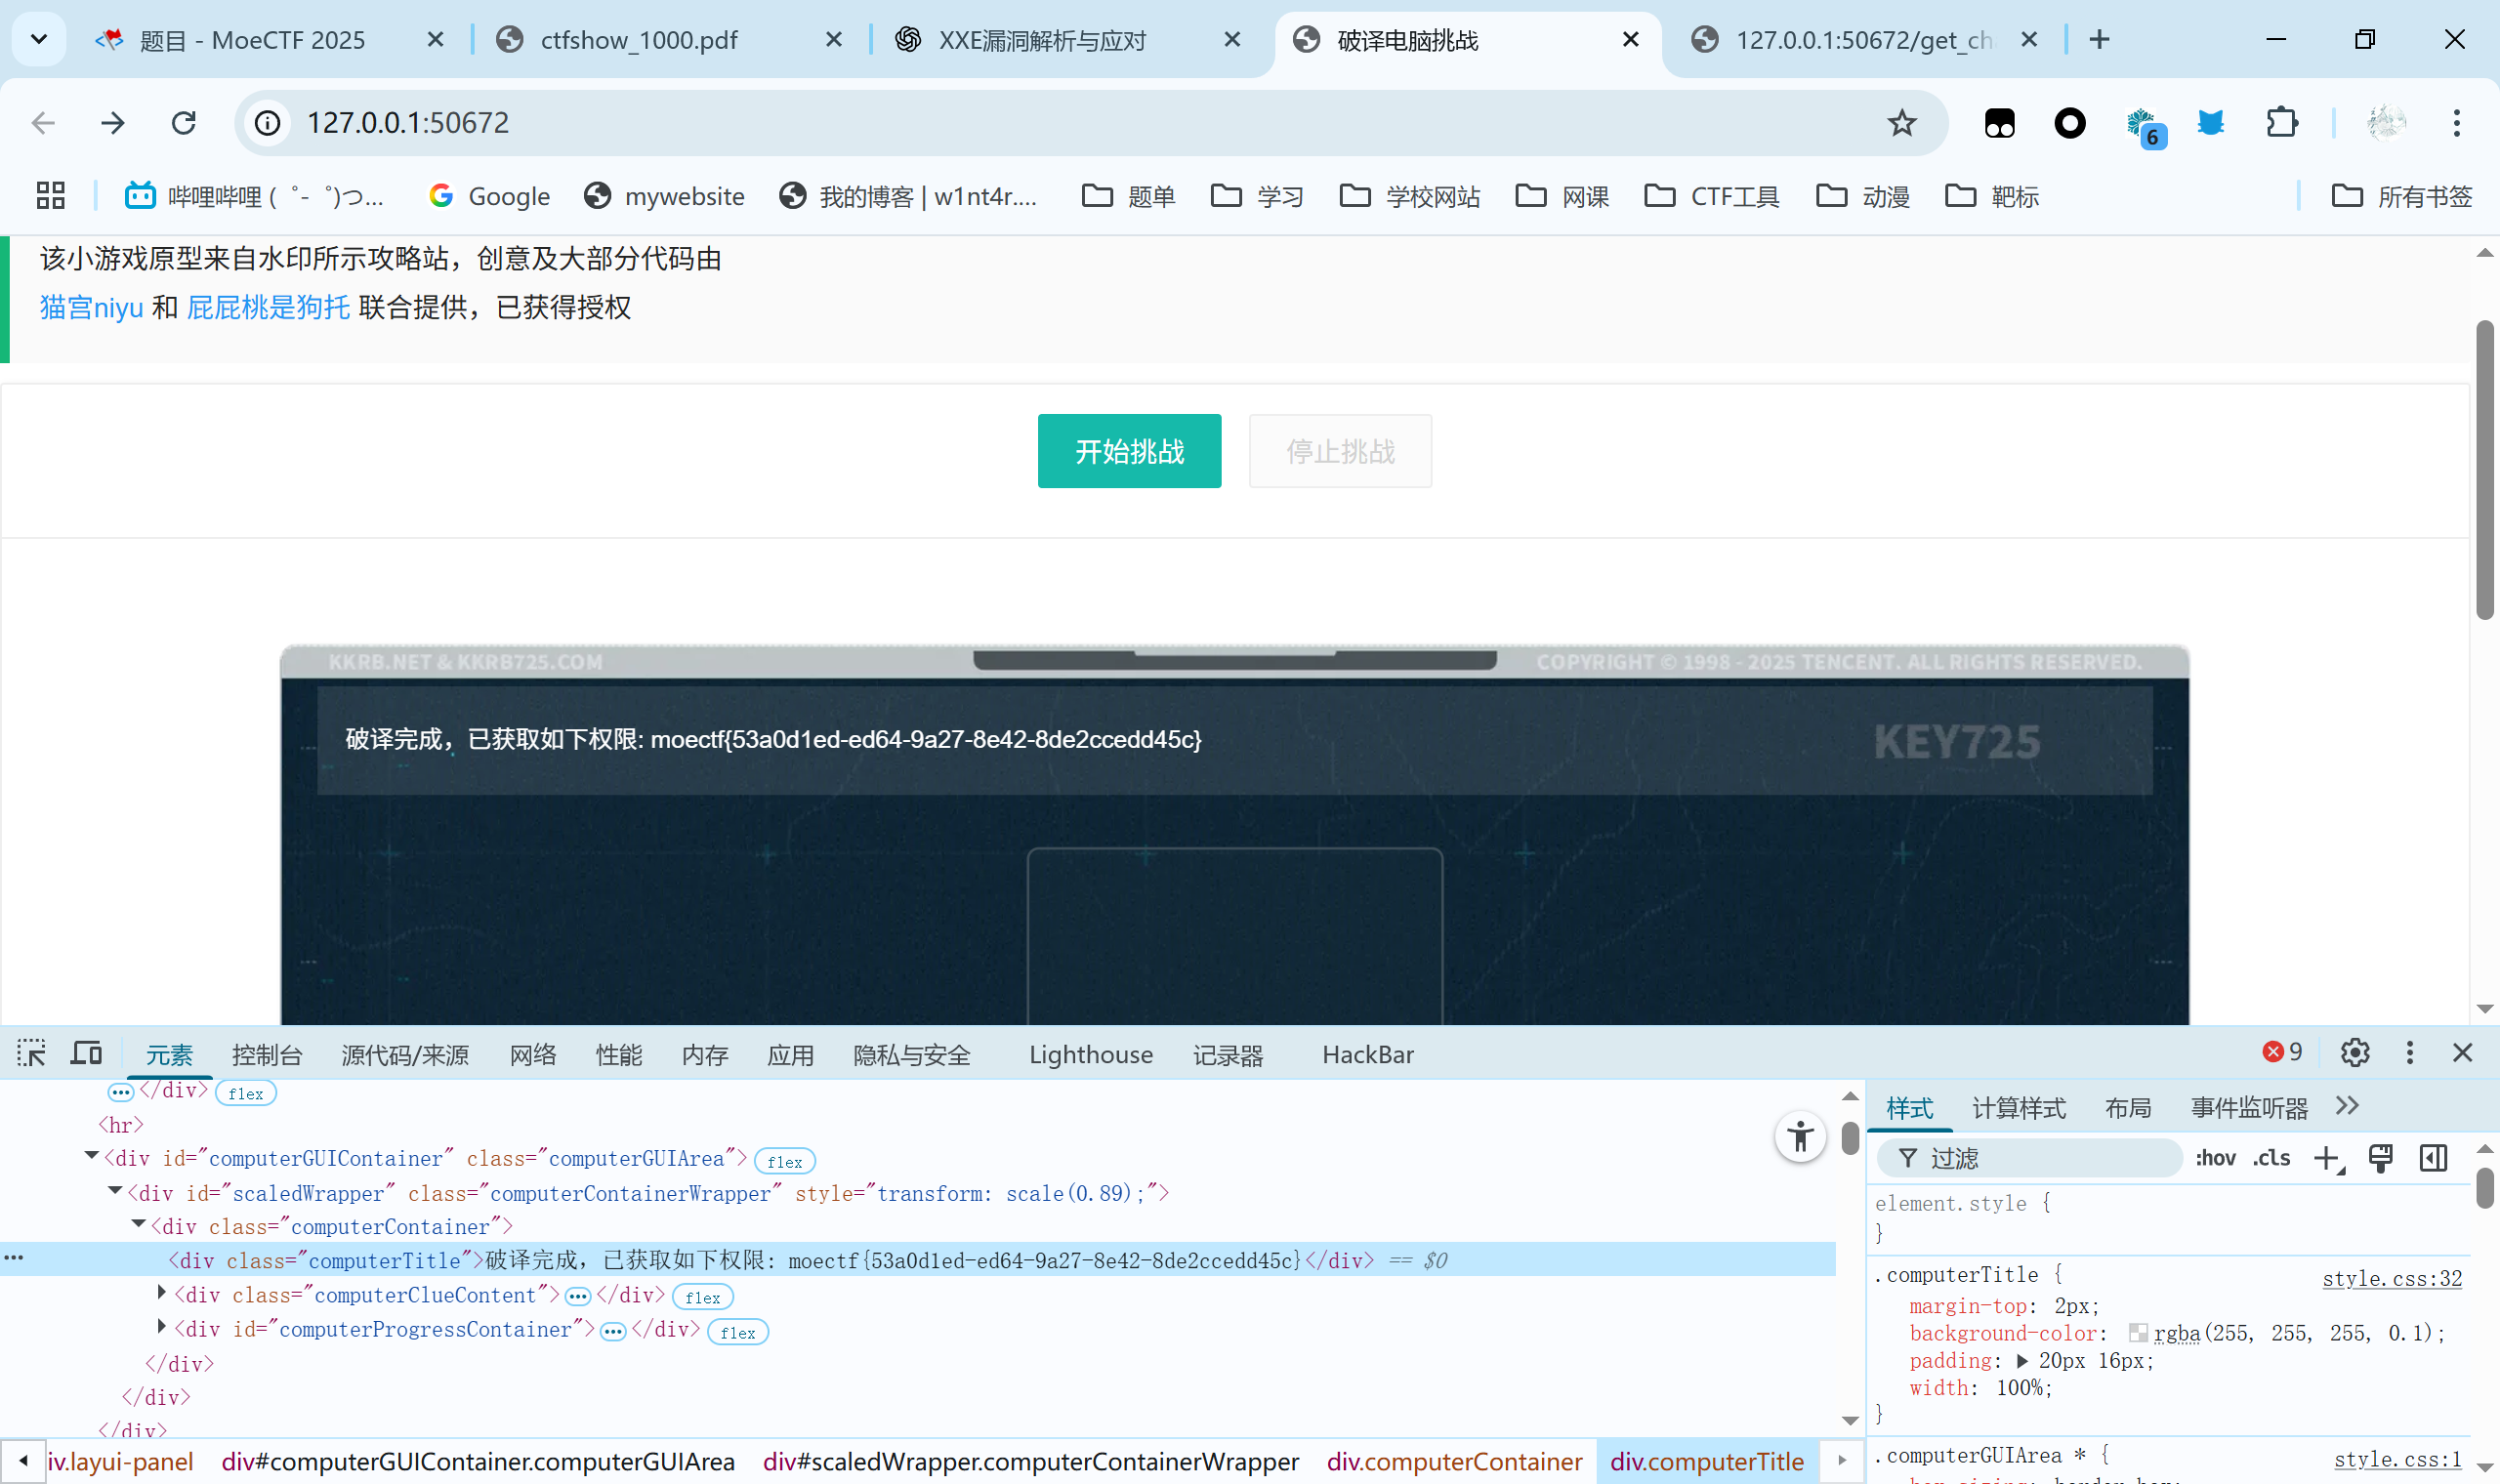 题目 - MoeCTF 2025
ctfshow_1000.pdf
XXE漏洞解析与应对
破译电脑挑战
127.0.0.1:50672/get_ch
127.0.0.1:50672
6
哔哩哔哩 (゜-゜)つ...
Google
mywebsite
我的博客 | w1nt4r....
题单
学习
学校网站
网课
CTF工具
动漫
靶标
所有书签
该小游戏原型来自水印所示攻略站，创意及大部分代码由
猫宫niyu 和 屁屁桃是狗托 联合提供，已获得授权
开始挑战
停止挑战
KKRB.NET & KKRB725.COM
COPYRIGHT © 1998 - 2025 TENCENT. ALL RIGHTS RESERVED.
破译完成，已获取如下权限: moectf{53a0d1ed-ed64-9a27-8e42-8de2ccedd45c}
KEY725
元素 控制台 源代码/来源 网络 性能 内存 应用 隐私与安全 Lighthouse 记录器 HackBar
9
</div> flex
<hr>
<div id="computerGUIContainer" class="computerGUIArea"> flex
<div id="scaledWrapper" class="computerContainerWrapper" style="transform: scale(0.89);">
<div class="computerContainer">
<div class="computerTitle">破译完成，已获取如下权限: moectf{53a0d1ed-ed64-9a27-8e42-8de2ccedd45c}</div> == $0
<div class="computerClueContent"> ••• </div> flex
<div id="computerProgressContainer"> ••• </div> flex
</div>
</div>
</div>
iv.layui-panel div#computerGUIContainer.computerGUIArea div#scaledWrapper.computerContainerWrapper div.computerContainer div.computerTitle
样式 计算样式 布局 事件监听器
过滤
:hov .cls
element.style {
}
.computerTitle { style.css:32
margin-top: 2px;
background-color: rgba(255, 255, 255, 0.1);
padding: 20px 16px;
width: 100%;
}
.computerGUIArea * { style.css:1